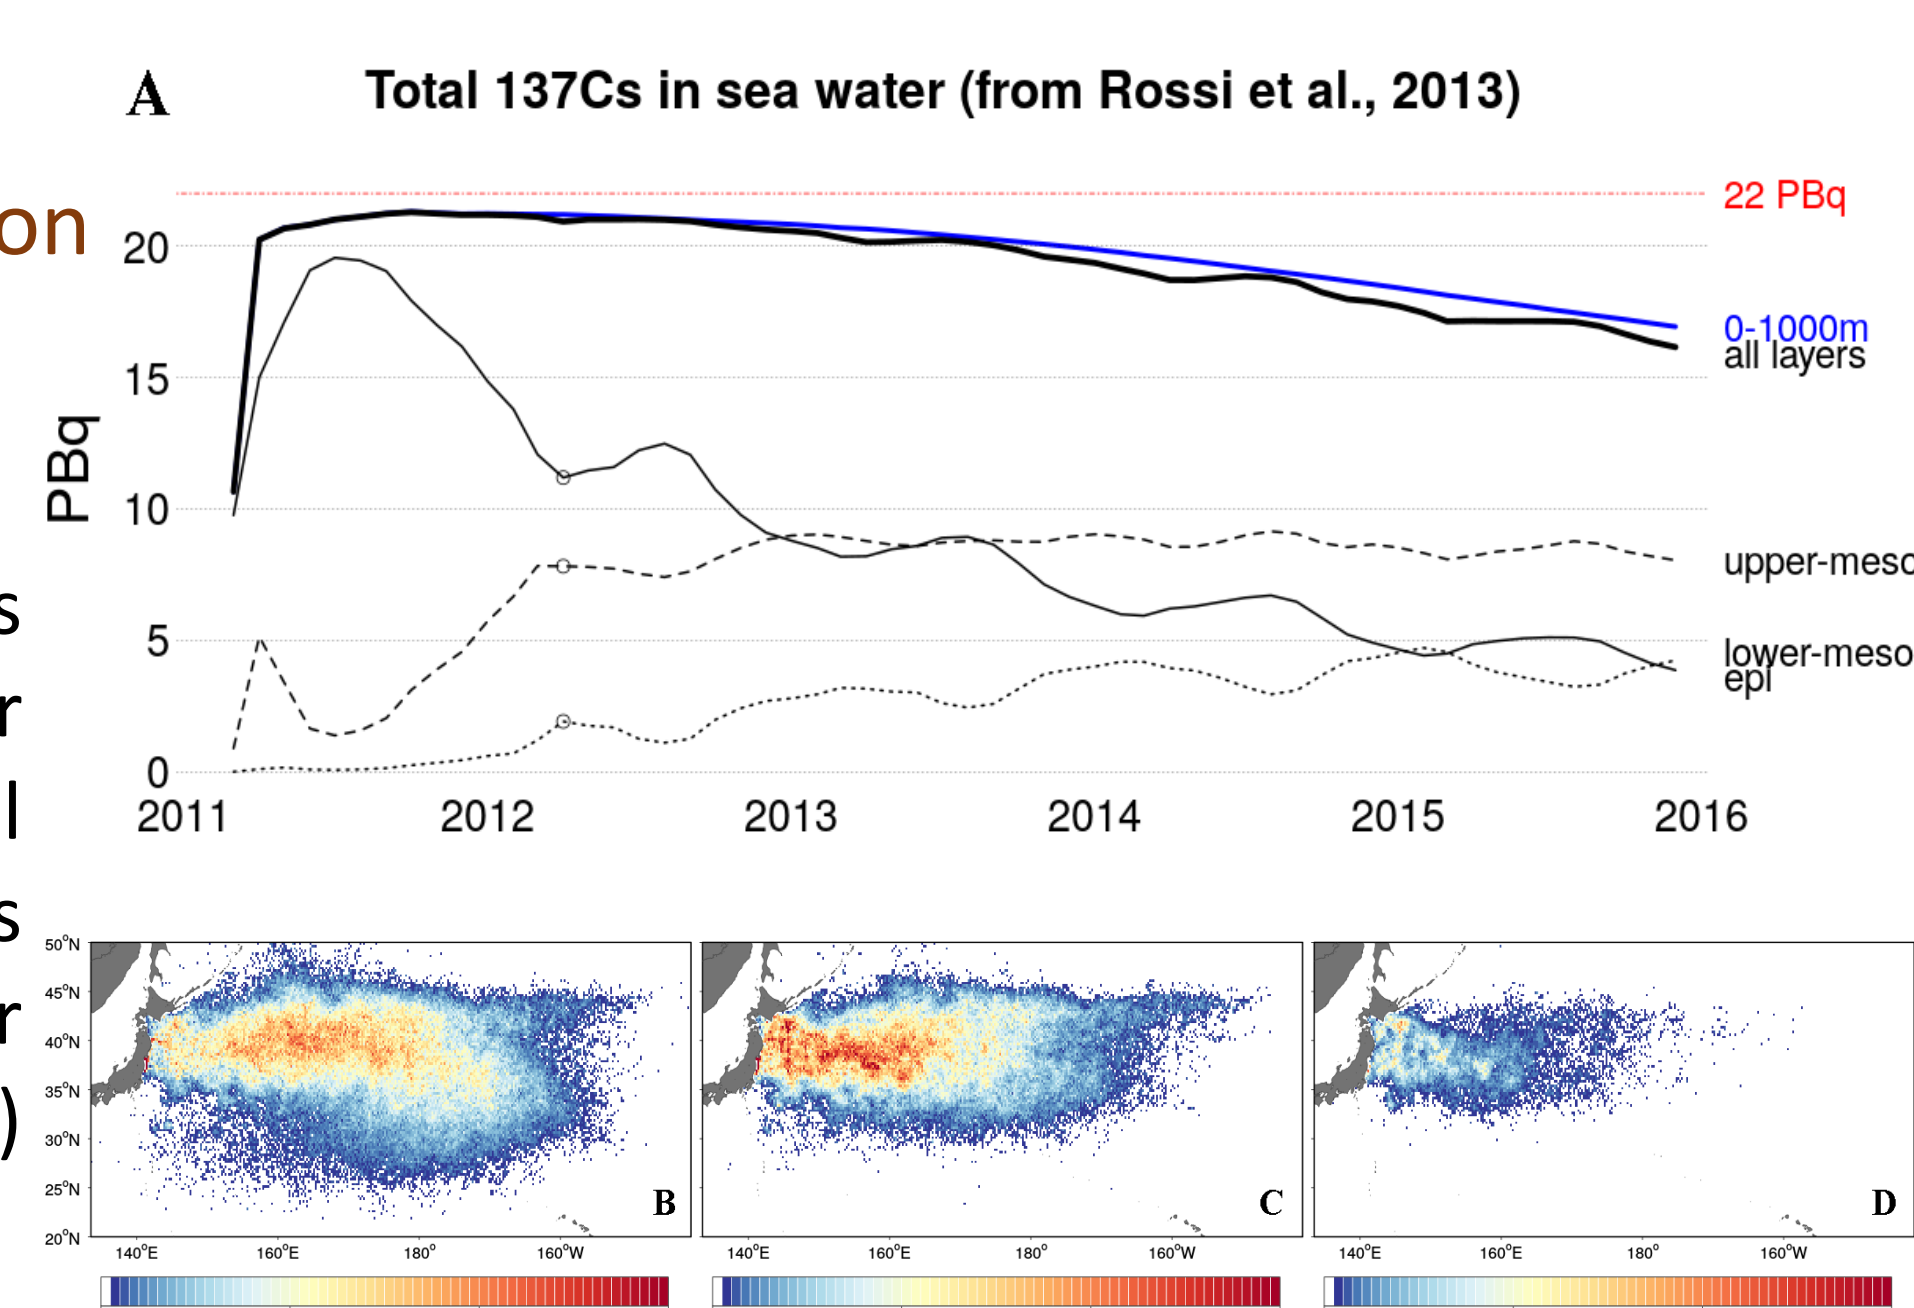 A Total 137Cs in sea water (from Rossi et al., 2013)
on
22 PBq
20
0-1000m
all layers
15
PBq
10
upper-meso
s
5
lower-meso
epi
r
0
l
2011 2012 2013 2014 2015 2016
s
r
)
50°N
45°N
40°N
35°N
30°N
25°N
20°N
B C D
140°E 160°E 180° 160°W 140°E 160°E 180° 160°W 140°E 160°E 180° 160°W